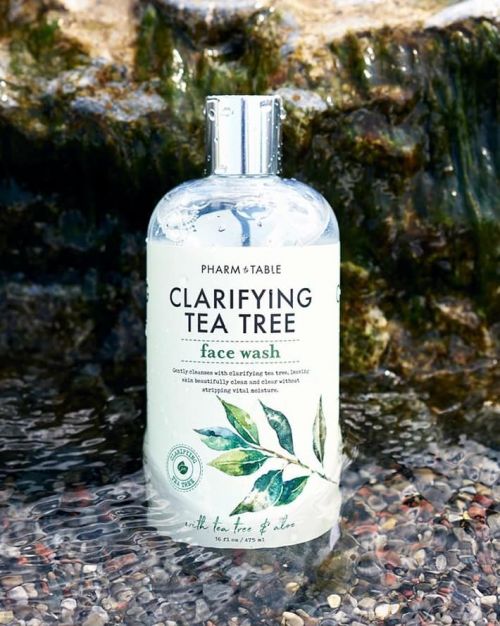 PHARM to TABLE
CLARIFYING
TEA TREE
face wash
Gently cleanses with clarifying tea tree, leaving
skin beautifully clean and clear without
stripping vital moisture.
CLARIFYING
TEA TREE
with tea tree & aloe
16 fl oz / 475 ml